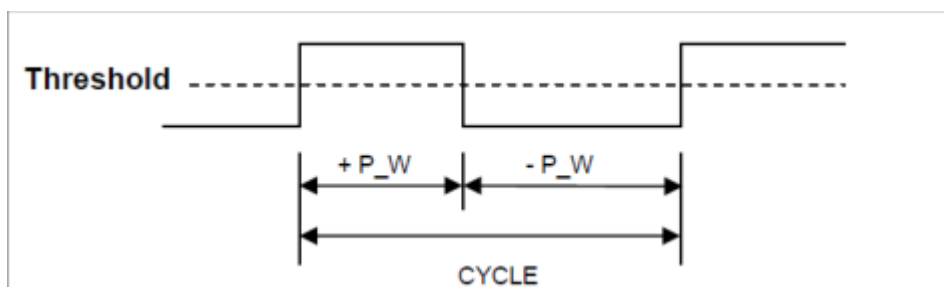 Threshold
+ P_W
- P_W
CYCLE